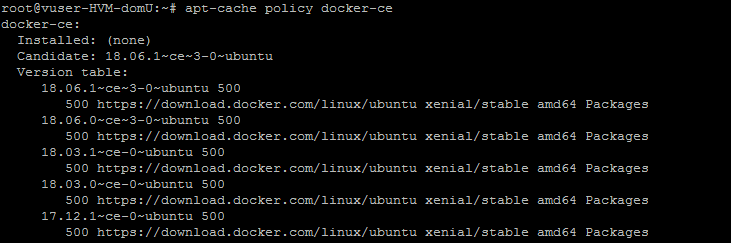 root@vuser-HVM-domU:~# apt-cache policy docker-ce
docker-ce:
  Installed: (none)
  Candidate: 18.06.1~ce~3-0~ubuntu
  Version table:
     18.06.1~ce~3-0~ubuntu 500
        500 https://download.docker.com/linux/ubuntu xenial/stable amd64 Packages
     18.06.0~ce~3-0~ubuntu 500
        500 https://download.docker.com/linux/ubuntu xenial/stable amd64 Packages
     18.03.1~ce-0~ubuntu 500
        500 https://download.docker.com/linux/ubuntu xenial/stable amd64 Packages
     18.03.0~ce-0~ubuntu 500
        500 https://download.docker.com/linux/ubuntu xenial/stable amd64 Packages
     17.12.1~ce-0~ubuntu 500
        500 https://download.docker.com/linux/ubuntu xenial/stable amd64 Packages